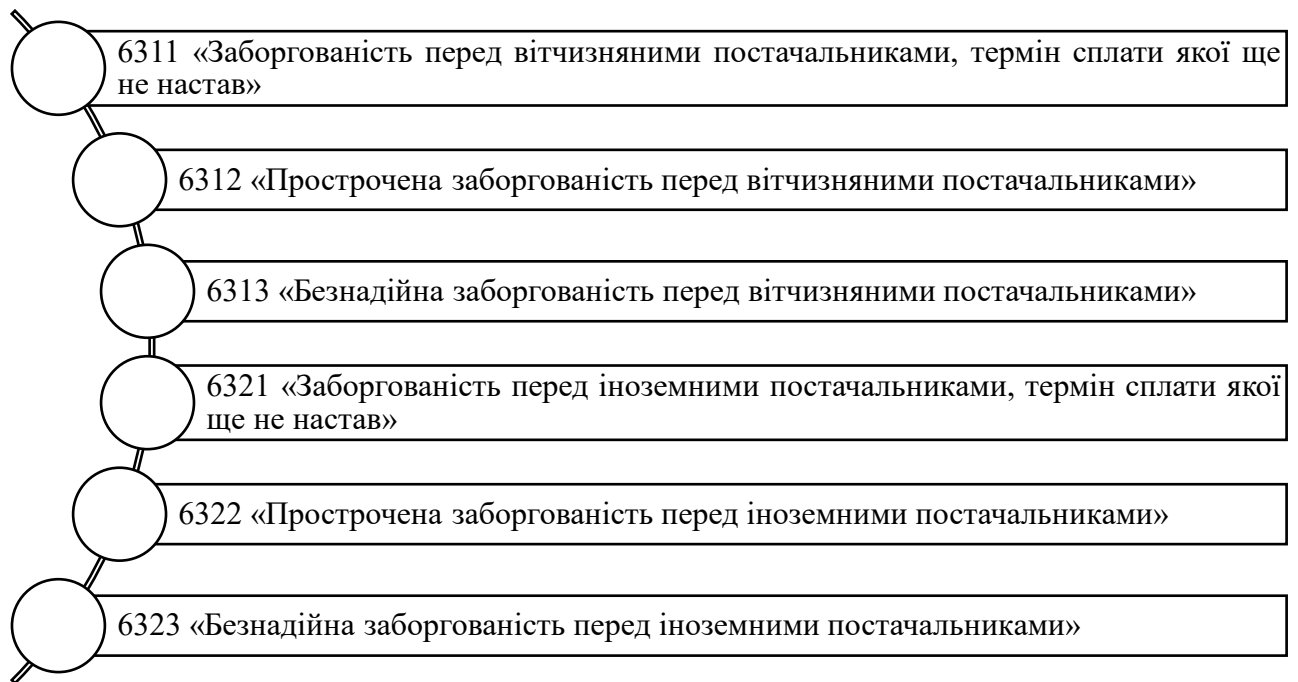 6311 «Заборгованість перед вітчизняними постачальниками, термін сплати якої ще
не настав»
6312 «Прострочена заборгованість перед вітчизняними постачальниками»
6313 «Безнадійна заборгованість перед вітчизняними постачальниками»
6321 «Заборгованість перед іноземними постачальниками, термін сплати якої
ще не настав»
6322 «Прострочена заборгованість перед іноземними постачальниками»
6323 «Безнадійна заборгованість перед іноземними постачальниками»